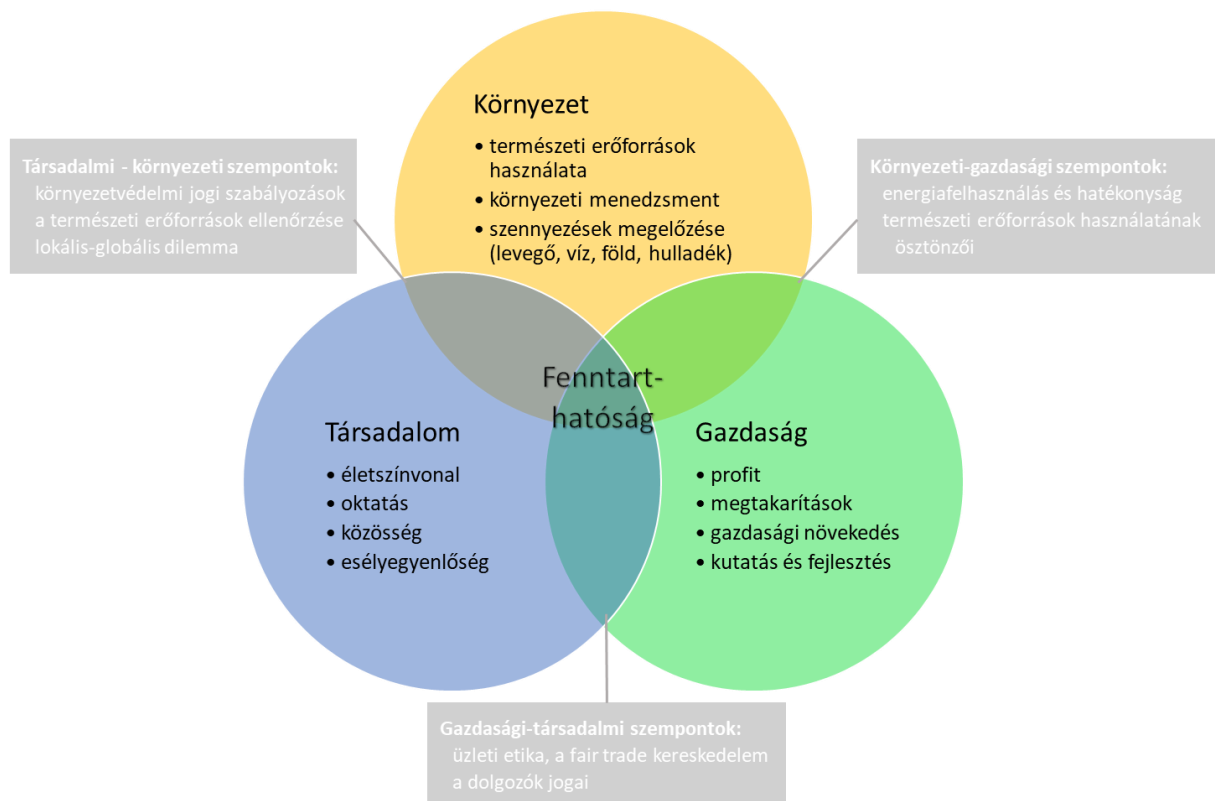 Környezet
• természeti erőforrások
használata
• környezeti menedzsment
• szennyezések megelőzése
(levegő, víz, föld, hulladék)
Társadalmi - környezeti szempontok:
környezetvédelmi jogi szabályozások
a természeti erőforrások ellenőrzése
lokális-globális dilemma
Környezeti-gazdasági szempontok:
energiafelhasználás és hatékonyság
természeti erőforrások használatának
ösztönzői
Fenntart-
hatóság
Társadalom
• életszínvonal
• oktatás
• közösség
• esélyegyenlőség
Gazdaság
• profit
• megtakarítások
• gazdasági növekedés
• kutatás és fejlesztés
Gazdasági-társadalmi szempontok:
üzleti etika, a fair trade kereskedelem
a dolgozók jogai